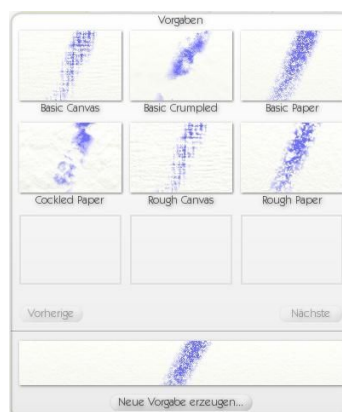 Vorgaben
Basic Canvas Basic Crumpled Basic Paper
Cockled Paper Rough Canvas Rough Paper
Vorherige Nächste
Neue Vorgabe erzeugen...